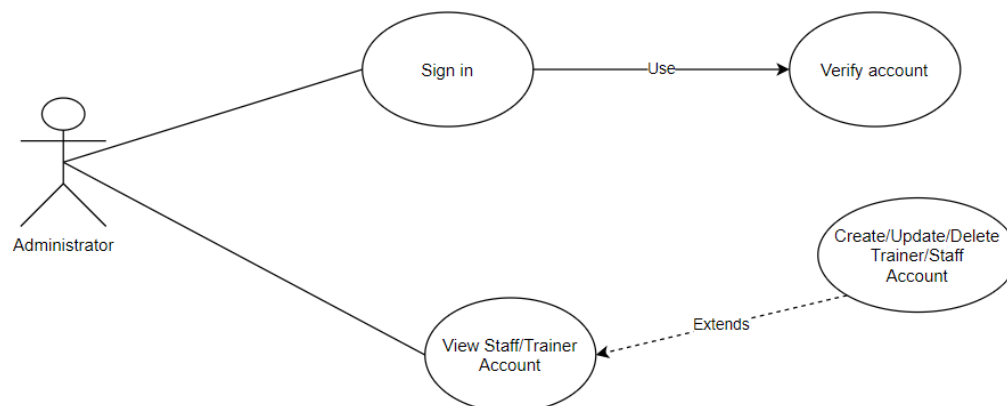 Sign in
Use
Verify account
Administrator
Create/Update/Delete
Trainer/Staff
Account
Extends
View Staff/Trainer
Account